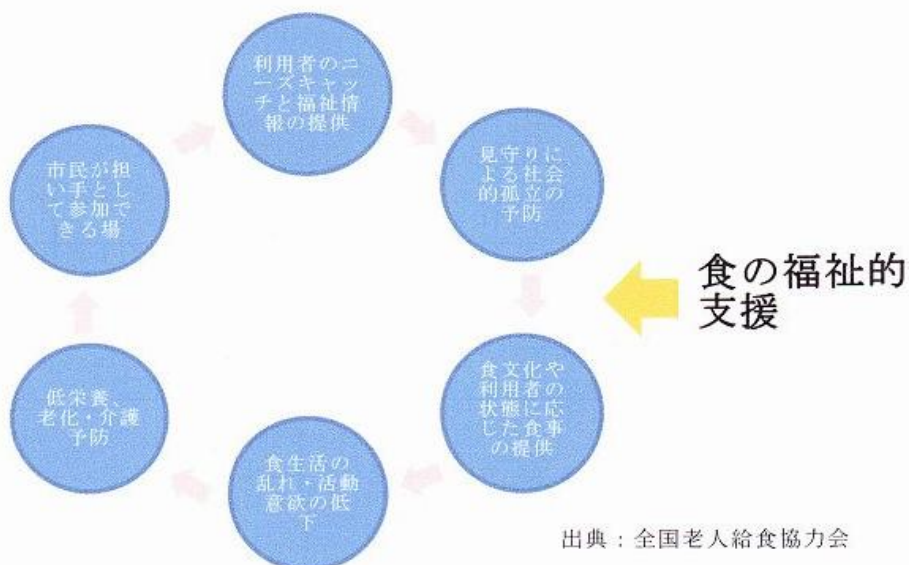 利用者のニ
ーズキャッ
チと福祉情
報の提供
見守りに
よる社会
的孤立の
予防
食の福祉的
支援
食文化や
利用者の
状態に応
じた食事
の提供
食生活の
乱れ・活動
意欲の低
下
低栄養、
老化・介護
予防
市民が担
い手とし
て参加で
きる場
出典：全国老人給食協力会